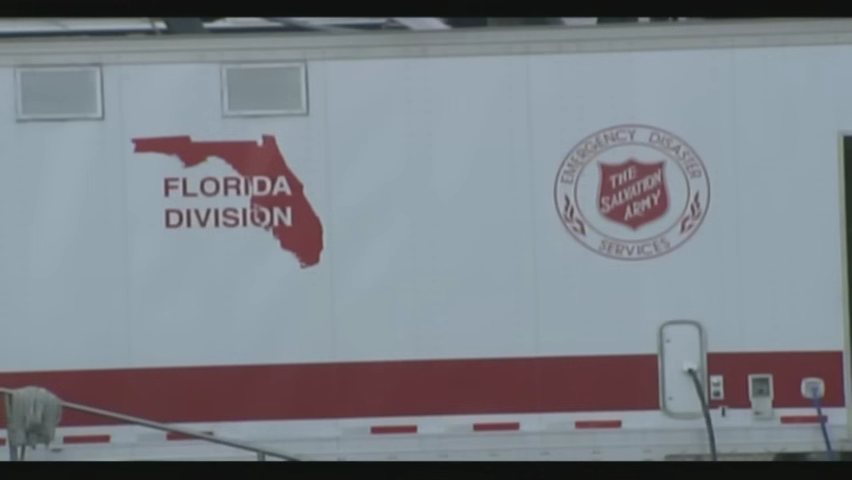 FLORIDA
DIVISION
EMERGENCY DISASTER
THE
SALVATION
ARMY
SERVICES